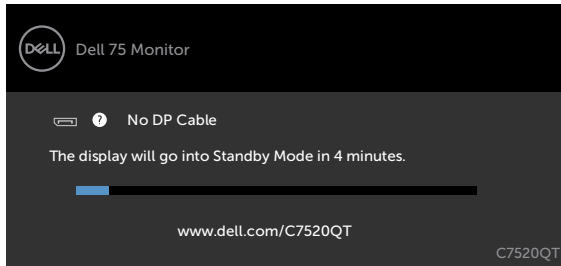 DELL Dell 75 Monitor
? No DP Cable
The display will go into Standby Mode in 4 minutes.
www.dell.com/C7520QT
C7520QT